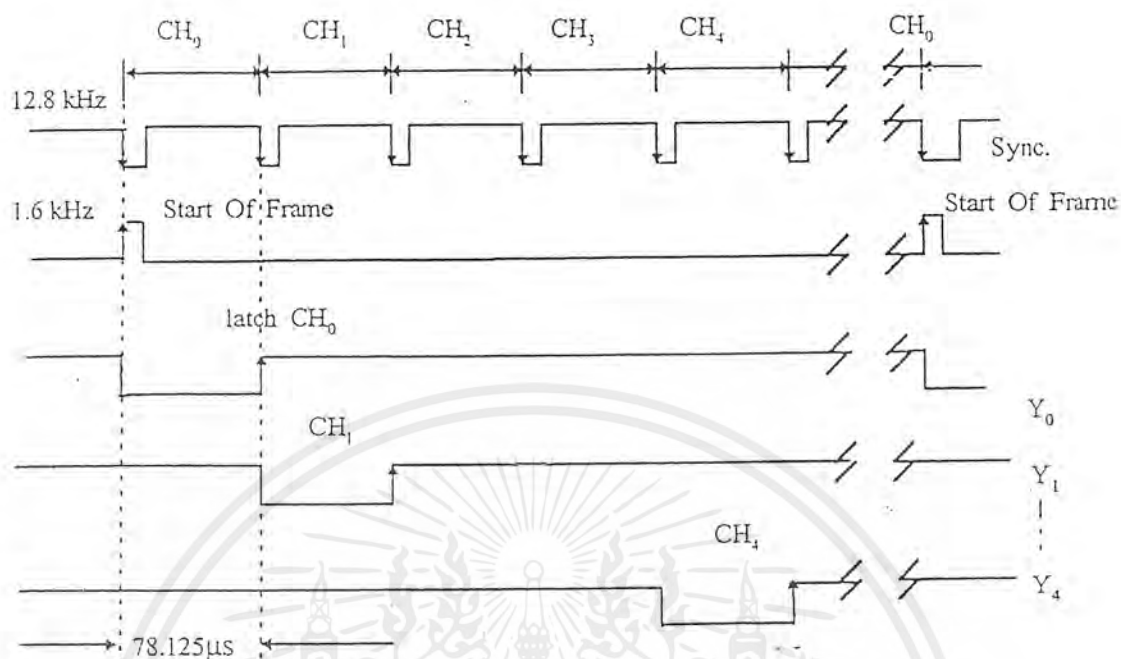 CH₀ CH₁ CH₂ CH₃ CH₄ CH₀
12.8 kHz
Sync.
1.6 kHz Start Of Frame Start Of Frame
latch CH₀
Y₀
CH₁
Y₁
CH₄
Y₄
78.125μs